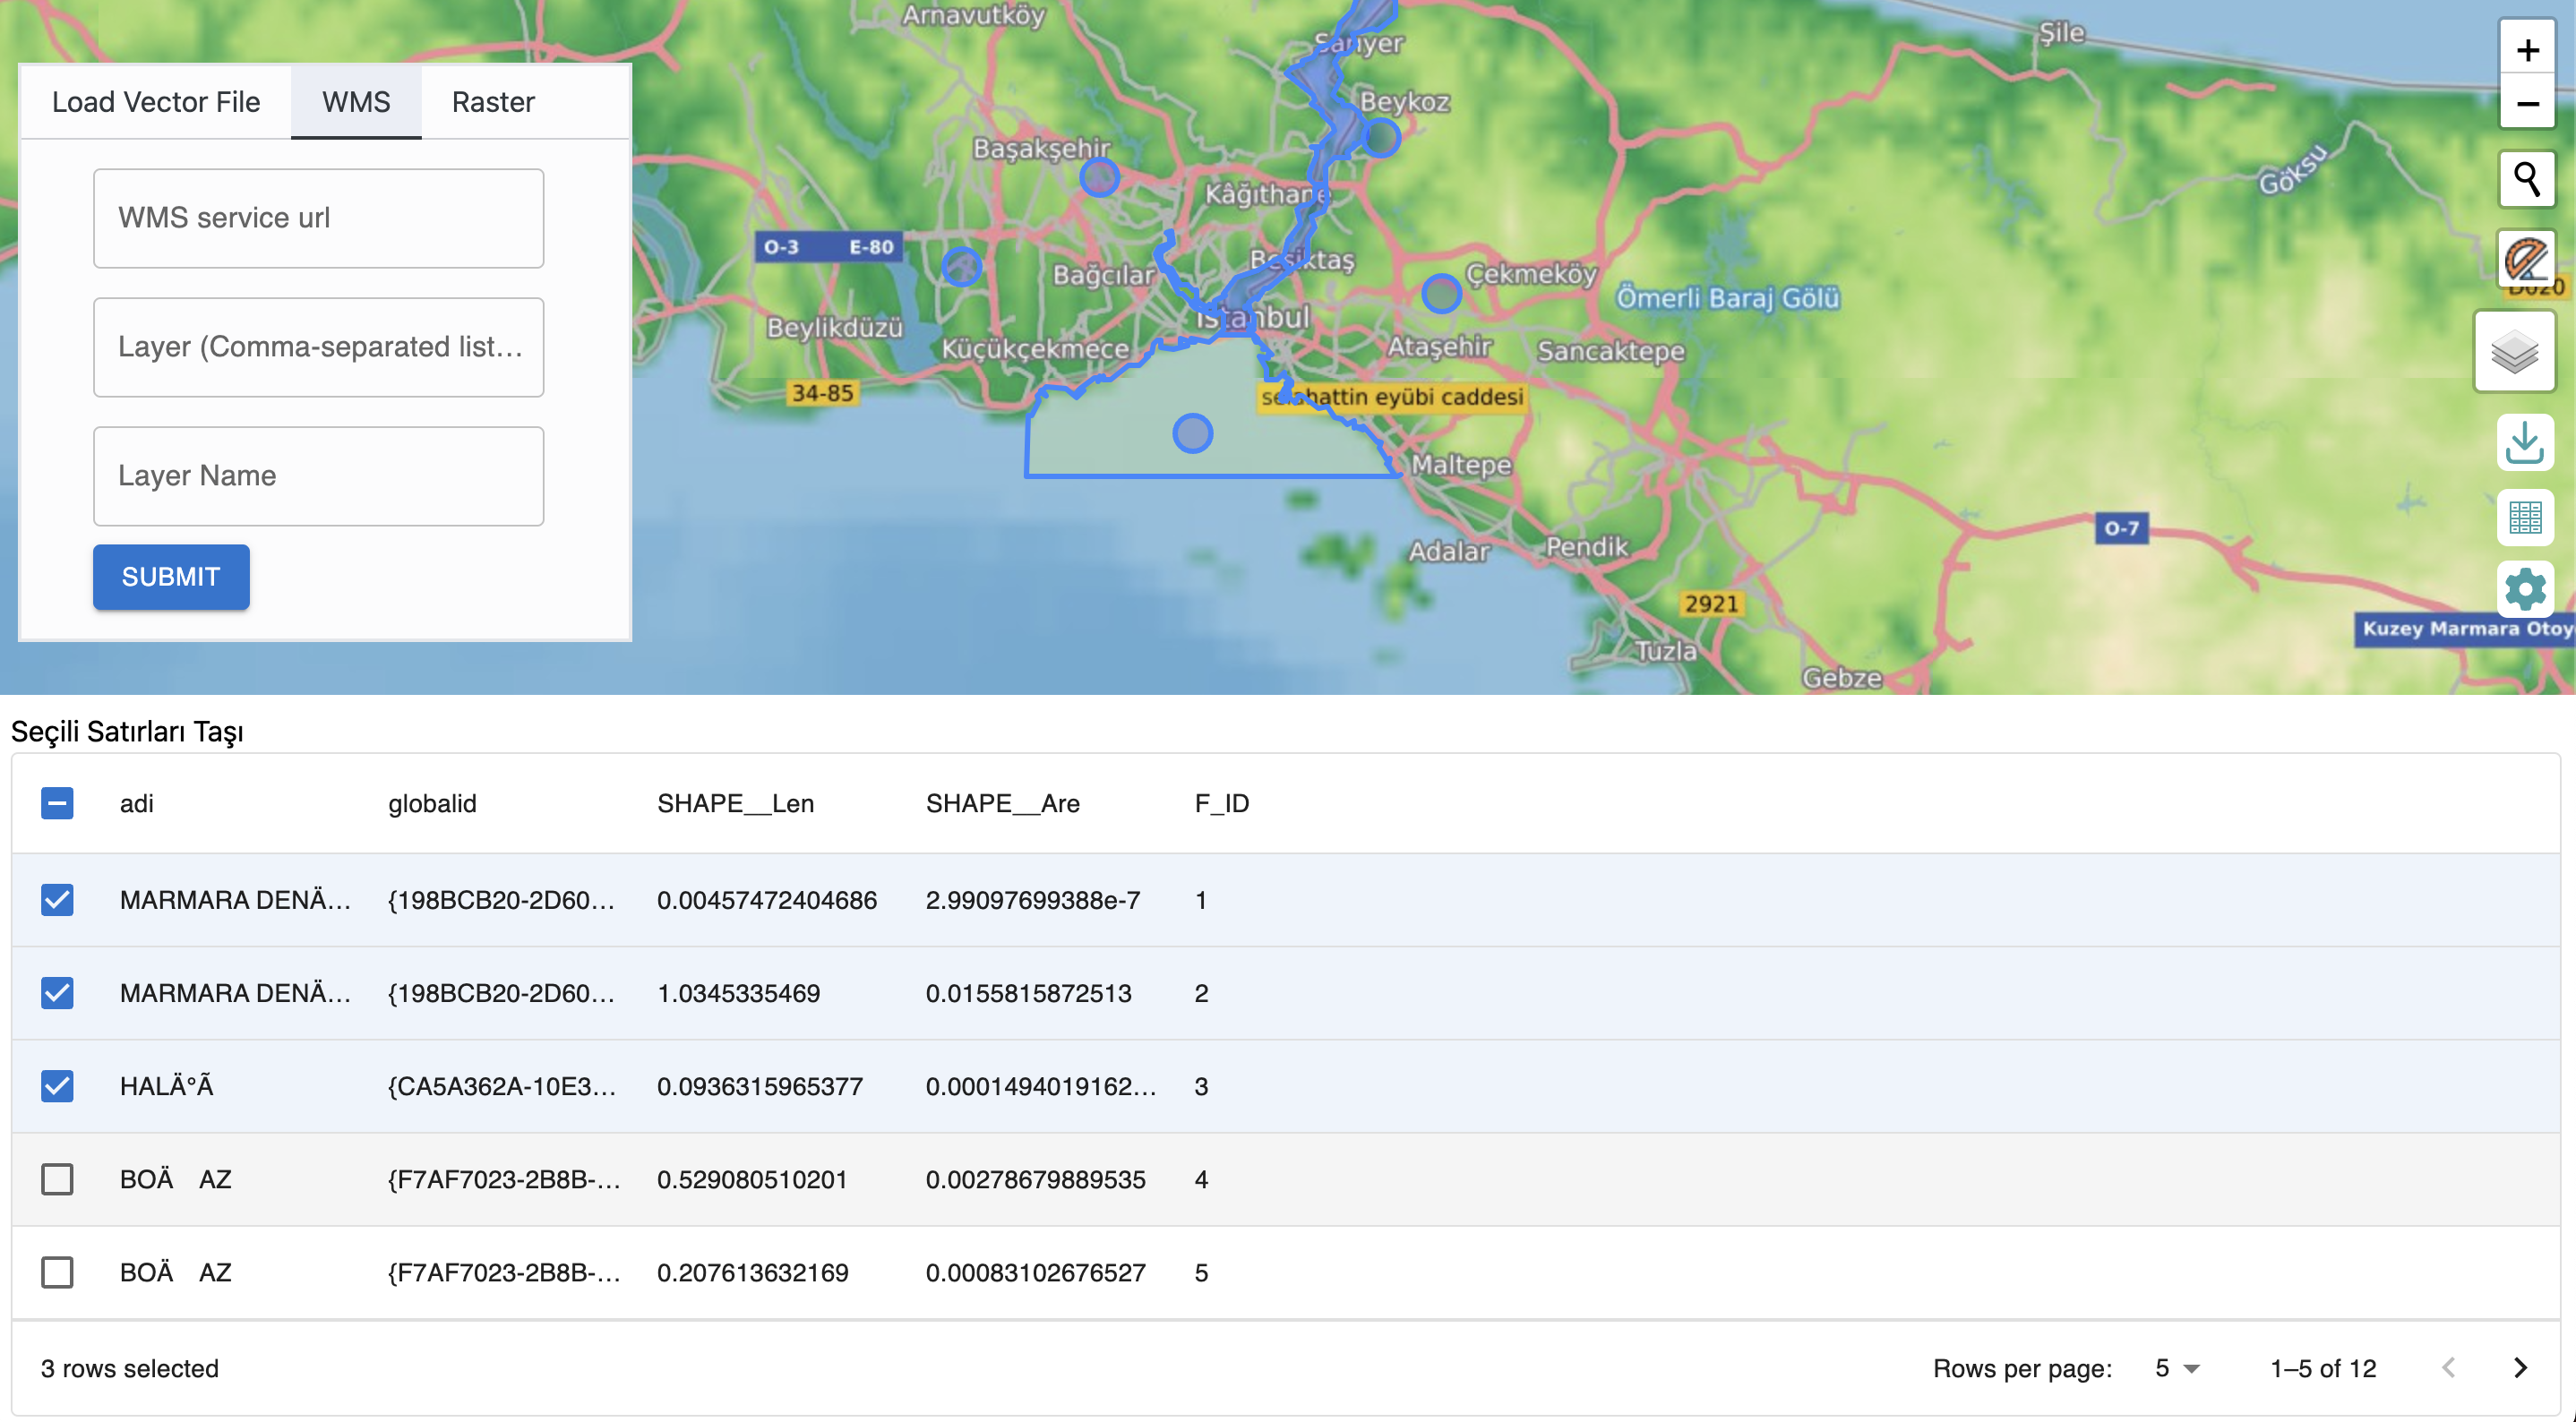 Arnavutköy
Sarıyer
Şile
+
Load Vector File WMS Raster
Beykoz
−
Başakşehir
WMS service url
Kâğıthane
Göksu
O-3 E-80
Beşiktaş
Bağcılar
Çekmeköy
Ömerli Baraj Gölü
D020
İstanbul
Beylikdüzü
Layer (Comma-separated list...
Küçükçekmece
Ataşehir
Sancaktepe
34-85
selahattin eyübi caddesi
Layer Name
Maltepe
O-7
Adalar
Pendik
SUBMIT
2921
Kuzey Marmara Otoy
Tuzla
Gebze
Seçili Satırları Taşı
adi globalid SHAPE__Len SHAPE__Are F_ID
MARMARA DENÄ... {198BCB20-2D60... 0.00457472404686 2.99097699388e-7 1
MARMARA DENÄ... {198BCB20-2D60... 1.0345335469 0.0155815872513 2
HALÄ°Ã {CA5A362A-10E3... 0.0936315965377 0.0001494019162... 3
BOÄ AZ {F7AF7023-2B8B-... 0.529080510201 0.00278679889535 4
BOÄ AZ {F7AF7023-2B8B-... 0.207613632169 0.00083102676527 5
3 rows selected Rows per page: 5 1–5 of 12